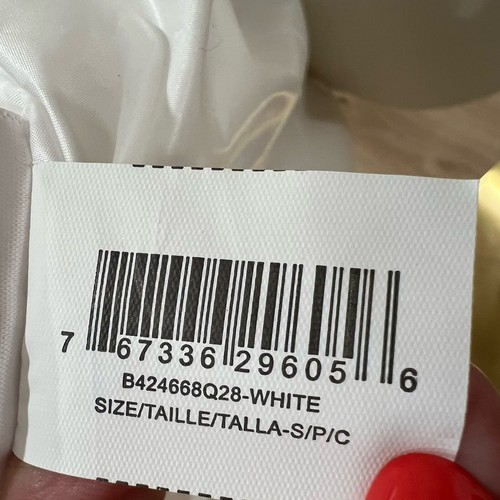 7 67336 29605 6
B424668Q28-WHITE
SIZE/TAILLE/TALLA-S/P/C